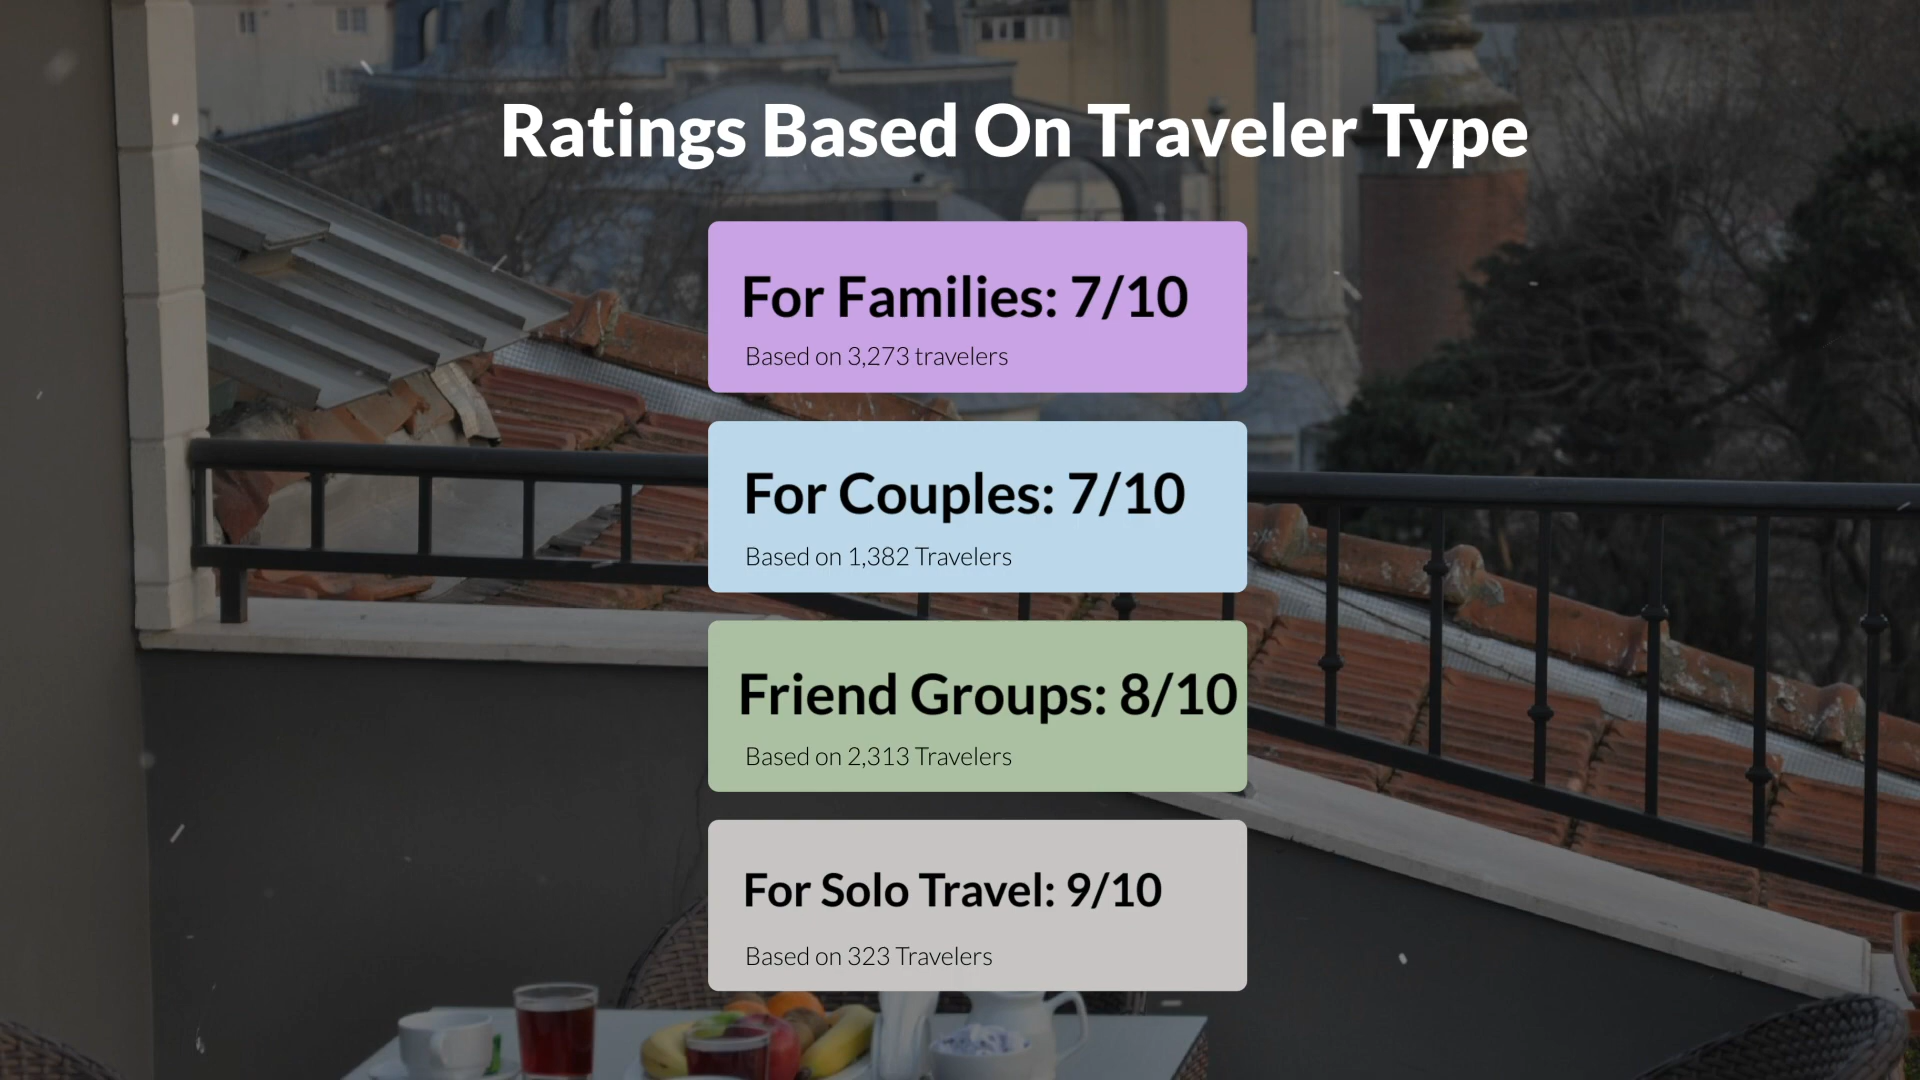 Ratings Based On Traveler Type
For Families: 7/10
Based on 3,273 travelers
For Couples: 7/10
Based on 1,382 Travelers
Friend Groups: 8/10
Based on 2,313 Travelers
For Solo Travel: 9/10
Based on 323 Travelers